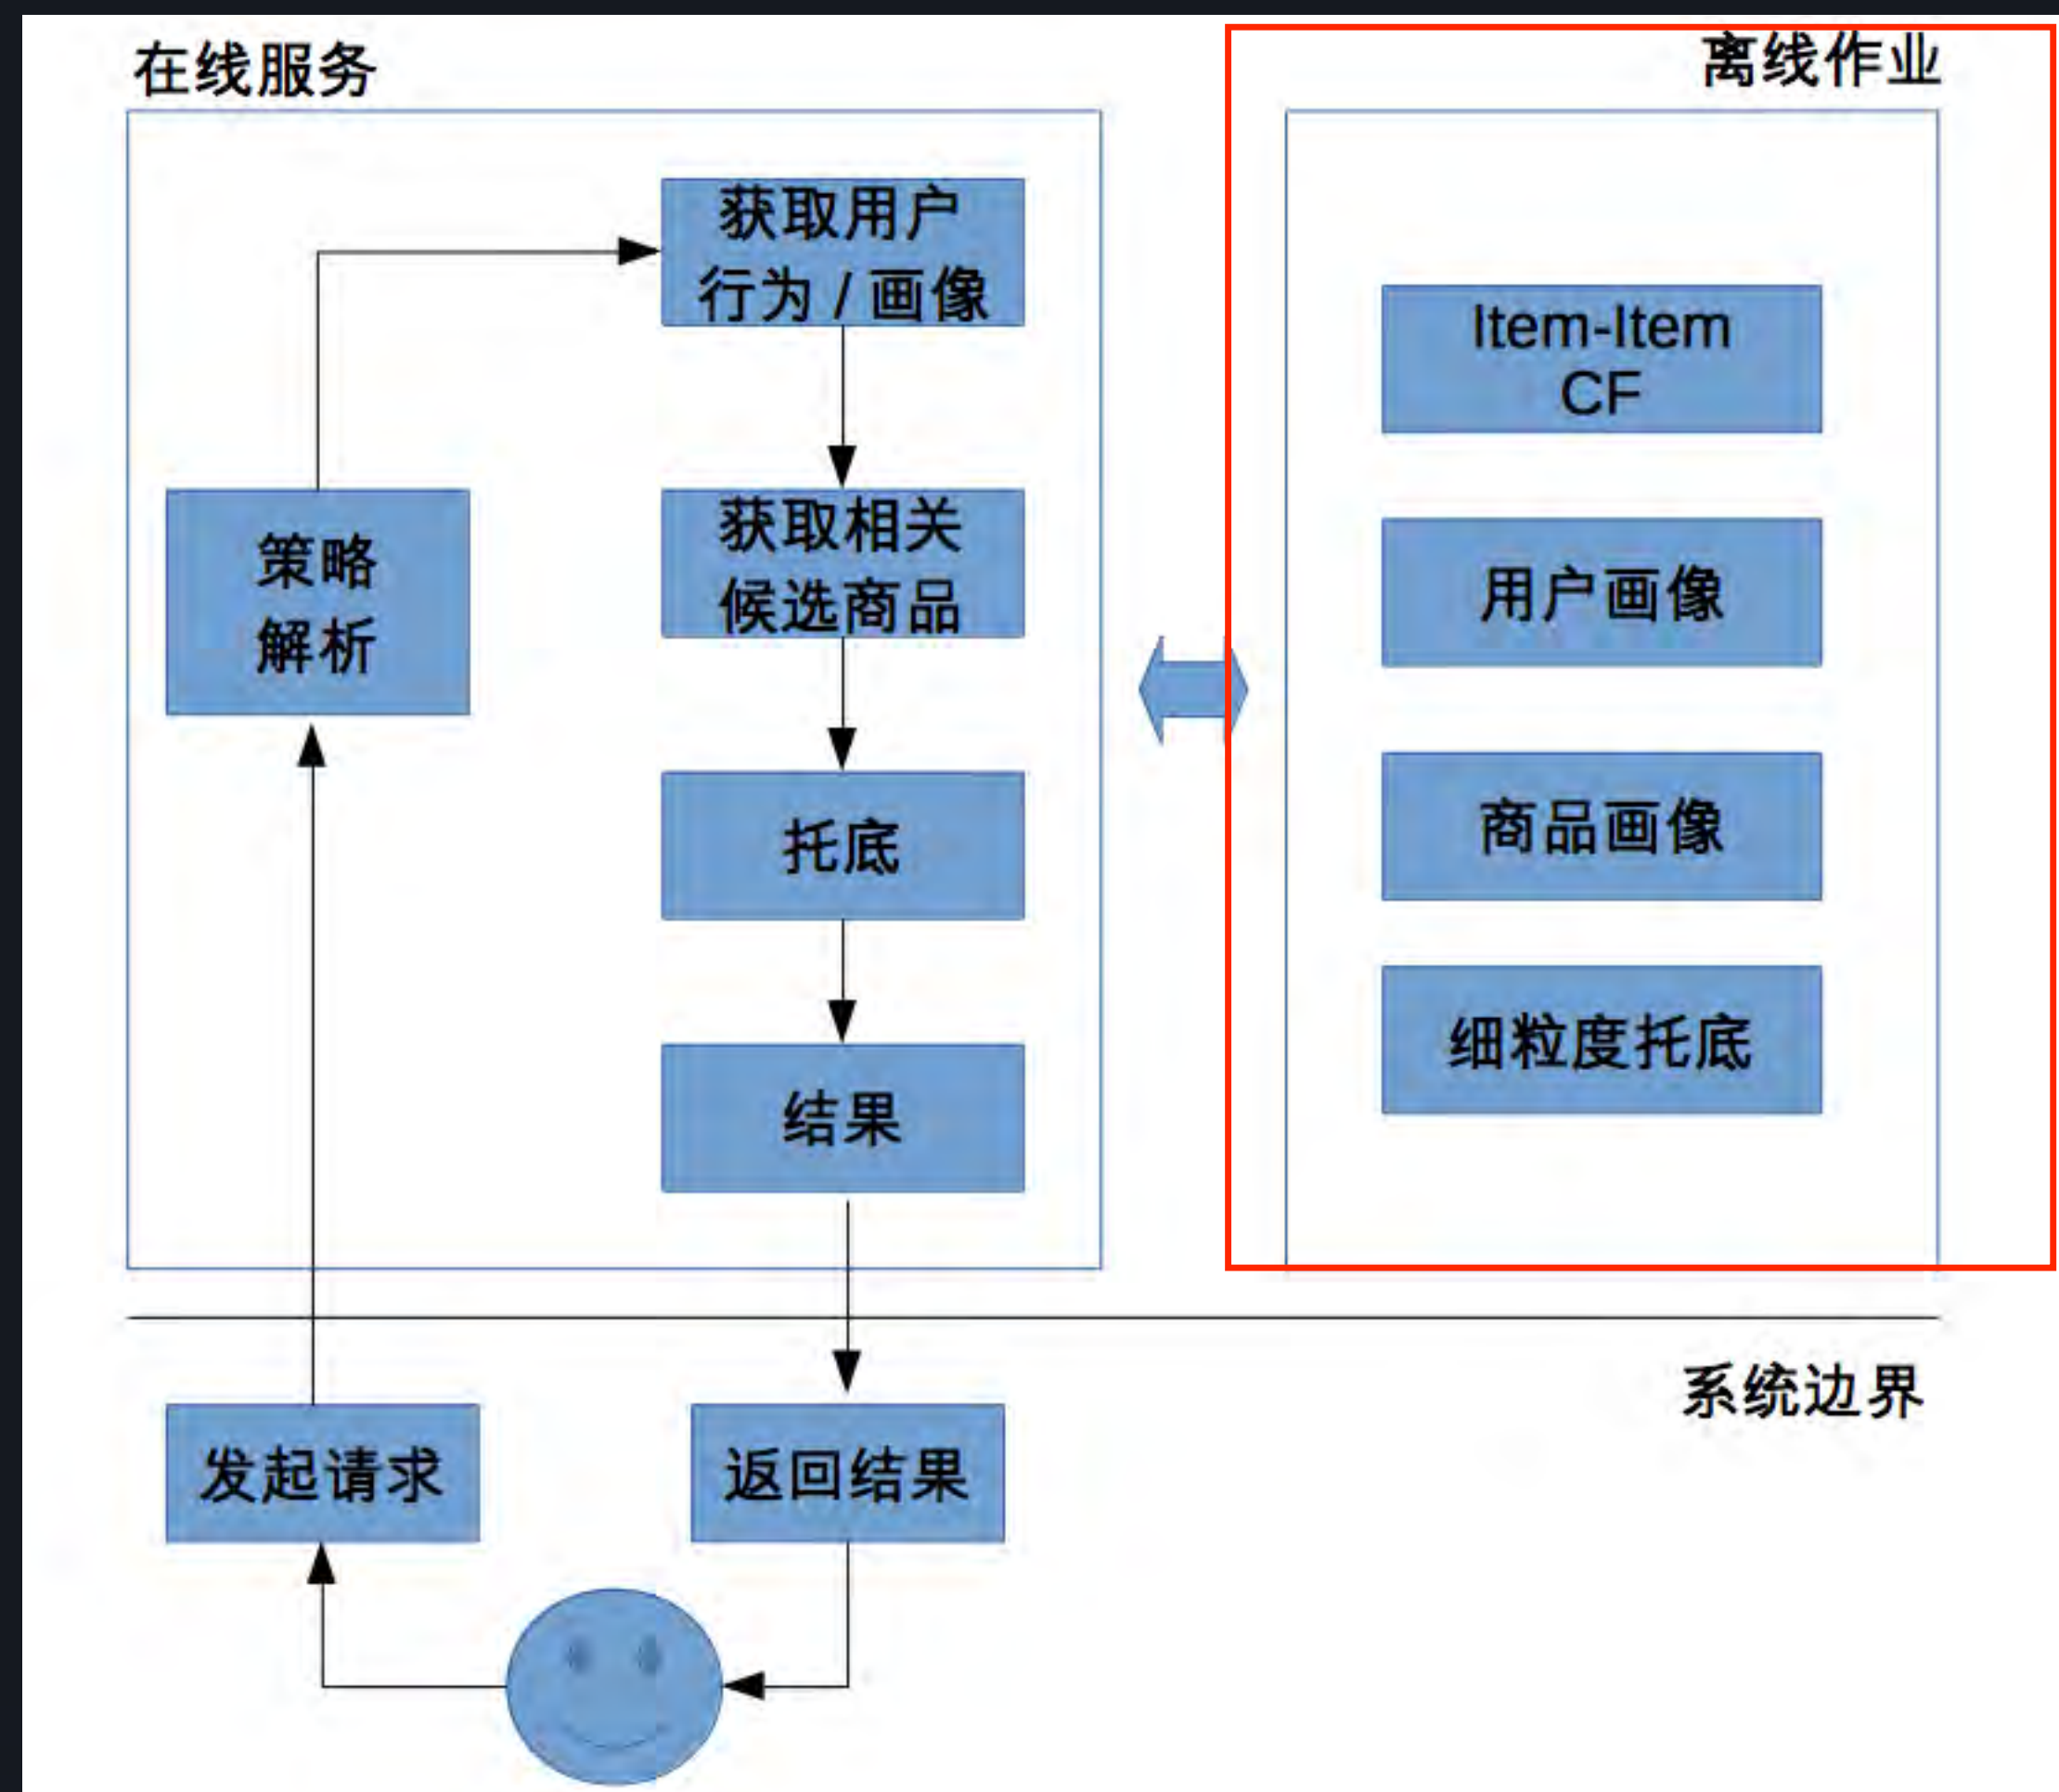 在线服务
离线作业
获取用户
行为 / 画像
获取相关
候选商品
策略
解析
托底
结果
Item-Item
CF
用户画像
商品画像
细粒度托底
系统边界
发起请求
返回结果